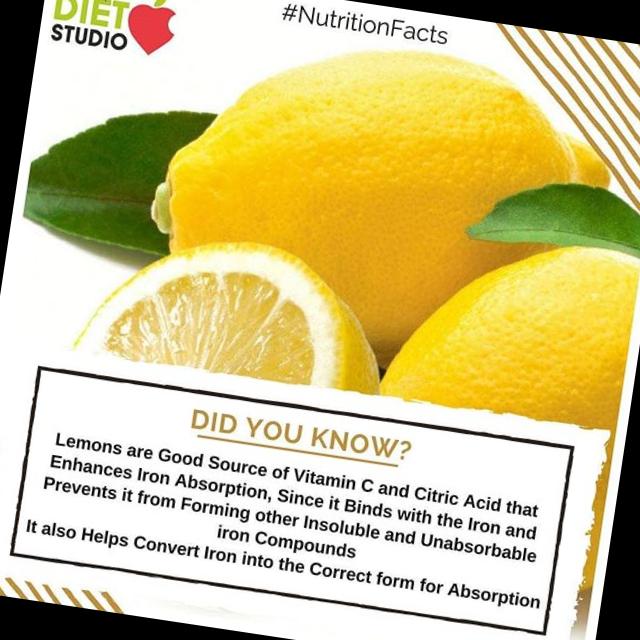 DIET
STUDIO
#NutritionFacts
DID YOU KNOW?
Lemons are Good Source of Vitamin C and Citric Acid that
Enhances Iron Absorption, Since it Binds with the Iron and
Prevents it from Forming other Insoluble and Unabsorbable
iron Compounds
It also Helps Convert Iron into the Correct form for Absorption